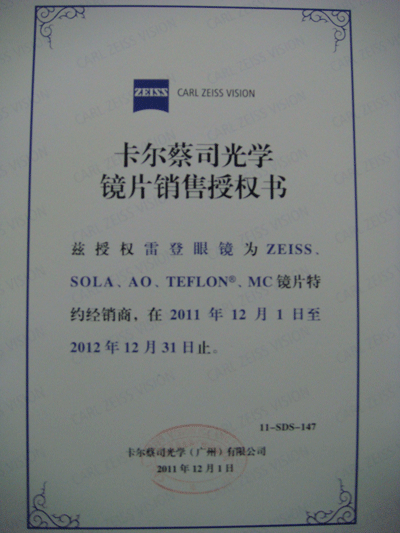 ZEISS CARL ZEISS VISION
卡尔蔡司光学
镜片销售授权书
兹授权雷登眼镜为ZEISS、
SOLA、AO、TEFLON®、MC镜片特
约经销商，在2011年12月1日至
2012年12月31日止。
11-SDS-147
卡尔蔡司光学（广州）有限公司
2011年12月1日